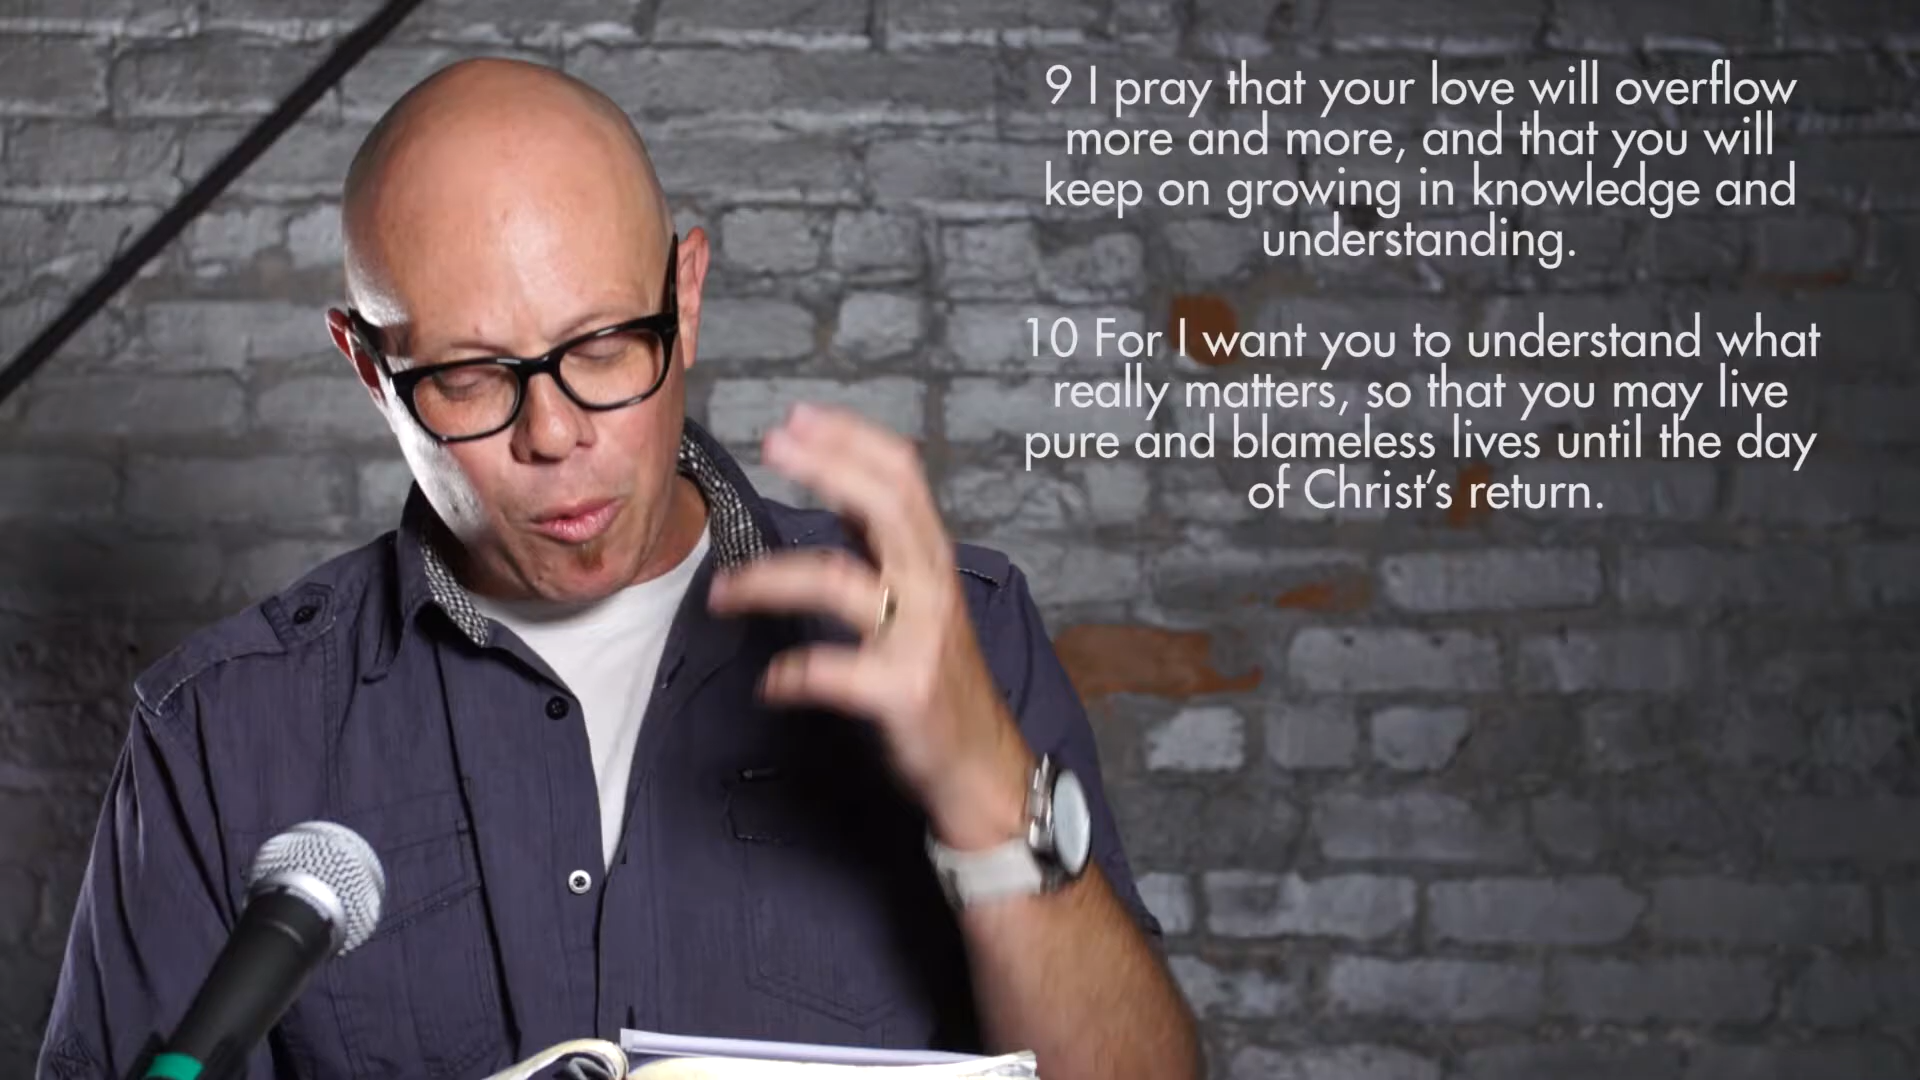 9 I pray that your love will overflow
more and more, and that you will
keep on growing in knowledge and
understanding.
10 For I want you to understand what
really matters, so that you may live
pure and blameless lives until the day
of Christ’s return.